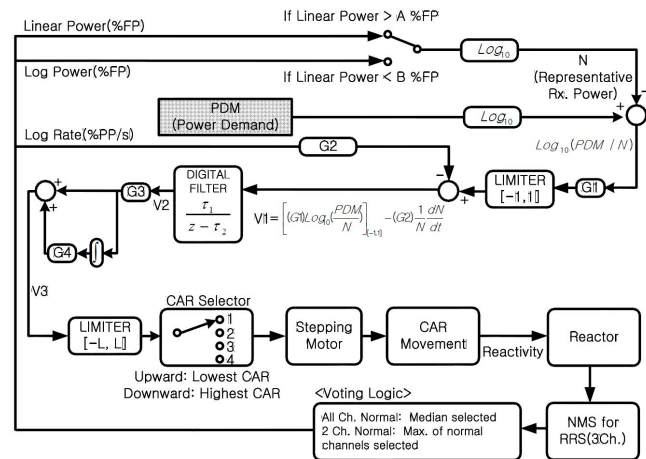 Linear Power(%FP)
If Linear Power > A %FP
Log₁₀
Log Power(%FP)
If Linear Power < B %FP
N
(Representative
Rx. Power)
−
PDM
(Power Demand)
Log₁₀
+
Log Rate(%PP/s)
G2
Log₁₀(PDM / N)
−
+
LIMITER
[-1,1]
G1
DIGITAL
FILTER
τ₁
z − τ₂
G3
V2
V1=[(G1)Log₁₀(PDM/N)][-1,1] −(G2)1/N dN/dt
+
+
G4
∫
V3
LIMITER
[-L, L]
CAR Selector
1
2
3
4
Upward: Lowest CAR
Downward: Highest CAR
Stepping
Motor
CAR
Movement
Reactivity
Reactor
<Voting Logic>
All Ch. Normal: Median selected
2 Ch. Normal: Max. of normal
channels selected
NMS for
RRS(3Ch.)